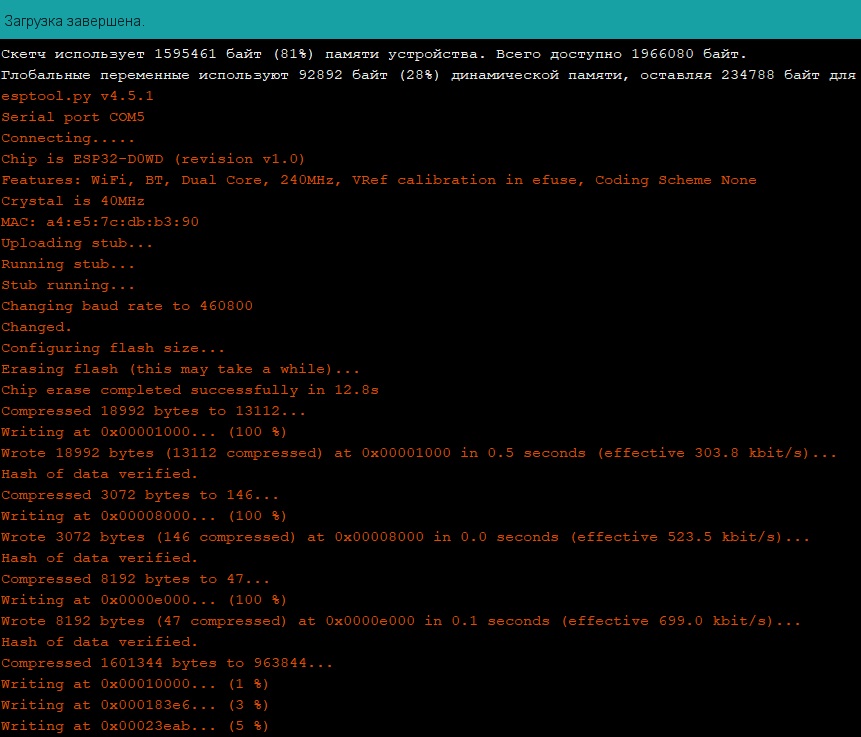 Загрузка завершена.
Скетч использует 1595461 байт (81%) памяти устройства. Всего доступно 1966080 байт.
Глобальные переменные используют 92892 байт (28%) динамической памяти, оставляя 234788 байт для
esptool.py v4.5.1
Serial port COM5
Connecting.....
Chip is ESP32-D0WD (revision v1.0)
Features: WiFi, BT, Dual Core, 240MHz, VRef calibration in efuse, Coding Scheme None
Crystal is 40MHz
MAC: a4:e5:7c:db:b3:90
Uploading stub...
Running stub...
Stub running...
Changing baud rate to 460800
Changed.
Configuring flash size...
Erasing flash (this may take a while)...
Chip erase completed successfully in 12.8s
Compressed 18992 bytes to 13112...
Writing at 0x00001000... (100 %)
Wrote 18992 bytes (13112 compressed) at 0x00001000 in 0.5 seconds (effective 303.8 kbit/s)...
Hash of data verified.
Compressed 3072 bytes to 146...
Writing at 0x00008000... (100 %)
Wrote 3072 bytes (146 compressed) at 0x00008000 in 0.0 seconds (effective 523.5 kbit/s)...
Hash of data verified.
Compressed 8192 bytes to 47...
Writing at 0x0000e000... (100 %)
Wrote 8192 bytes (47 compressed) at 0x0000e000 in 0.1 seconds (effective 699.0 kbit/s)...
Hash of data verified.
Compressed 1601344 bytes to 963844...
Writing at 0x00010000... (1 %)
Writing at 0x000183e6... (3 %)
Writing at 0x00023eab... (5 %)